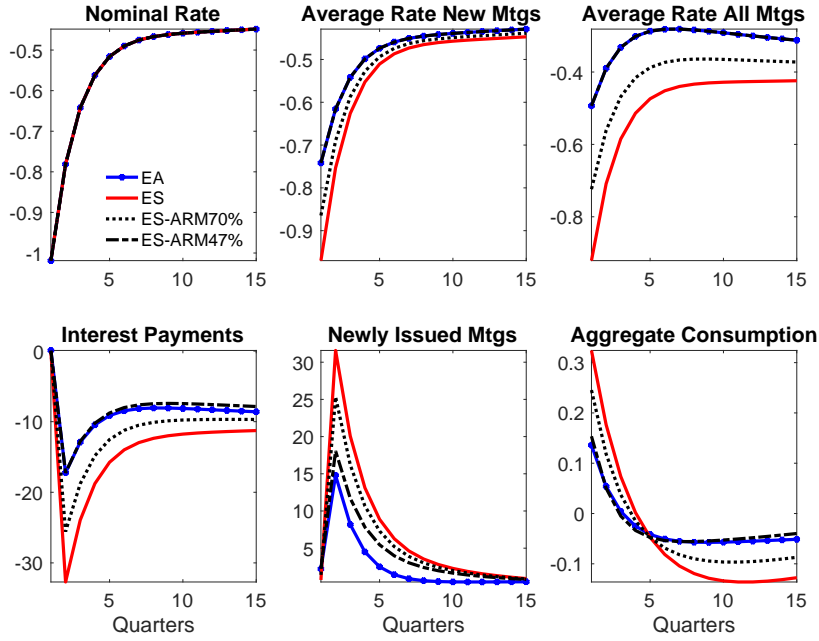 Nominal Rate
-0.5
-0.6
-0.7
-0.8
-0.9
-1
5 10 15
EA
ES
ES-ARM70%
ES-ARM47%
Average Rate New Mtgs
-0.5
-0.6
-0.7
-0.8
-0.9
5 10 15
Average Rate All Mtgs
-0.4
-0.6
-0.8
5 10 15
Interest Payments
0
-10
-20
-30
5 10 15
Quarters
Newly Issued Mtgs
30
25
20
15
10
5
5 10 15
Quarters
Aggregate Consumption
0.3
0.2
0.1
0
-0.1
5 10 15
Quarters